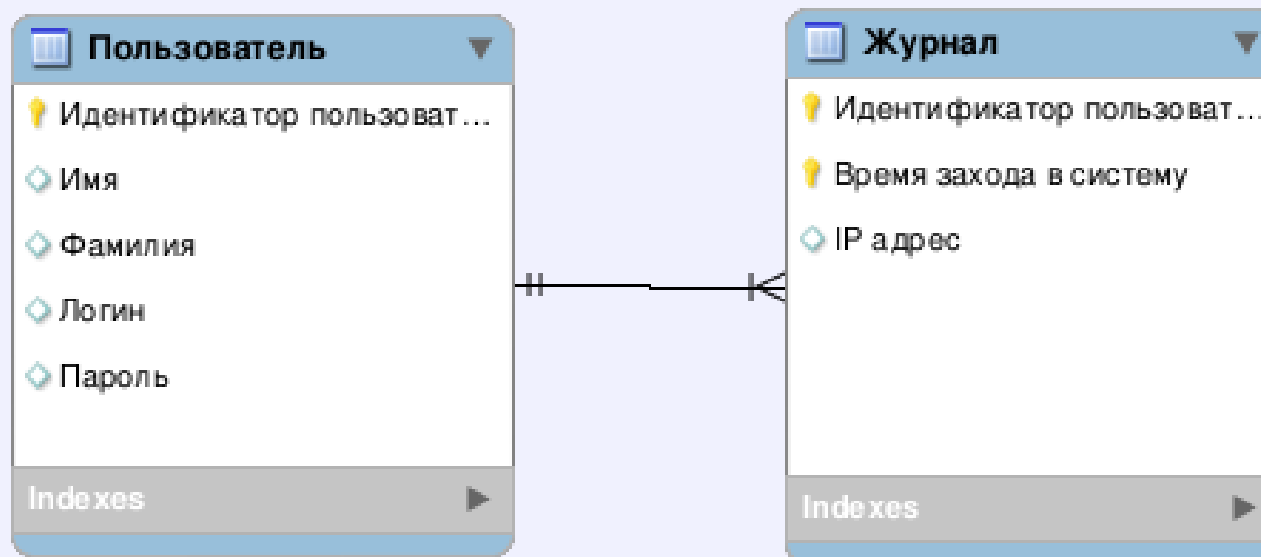 Пользователь
Идентификатор пользоват...
Имя
Фамилия
Логин
Пароль
Indexes
Журнал
Идентификатор пользоват...
Время захода в систему
IP адрес
Indexes